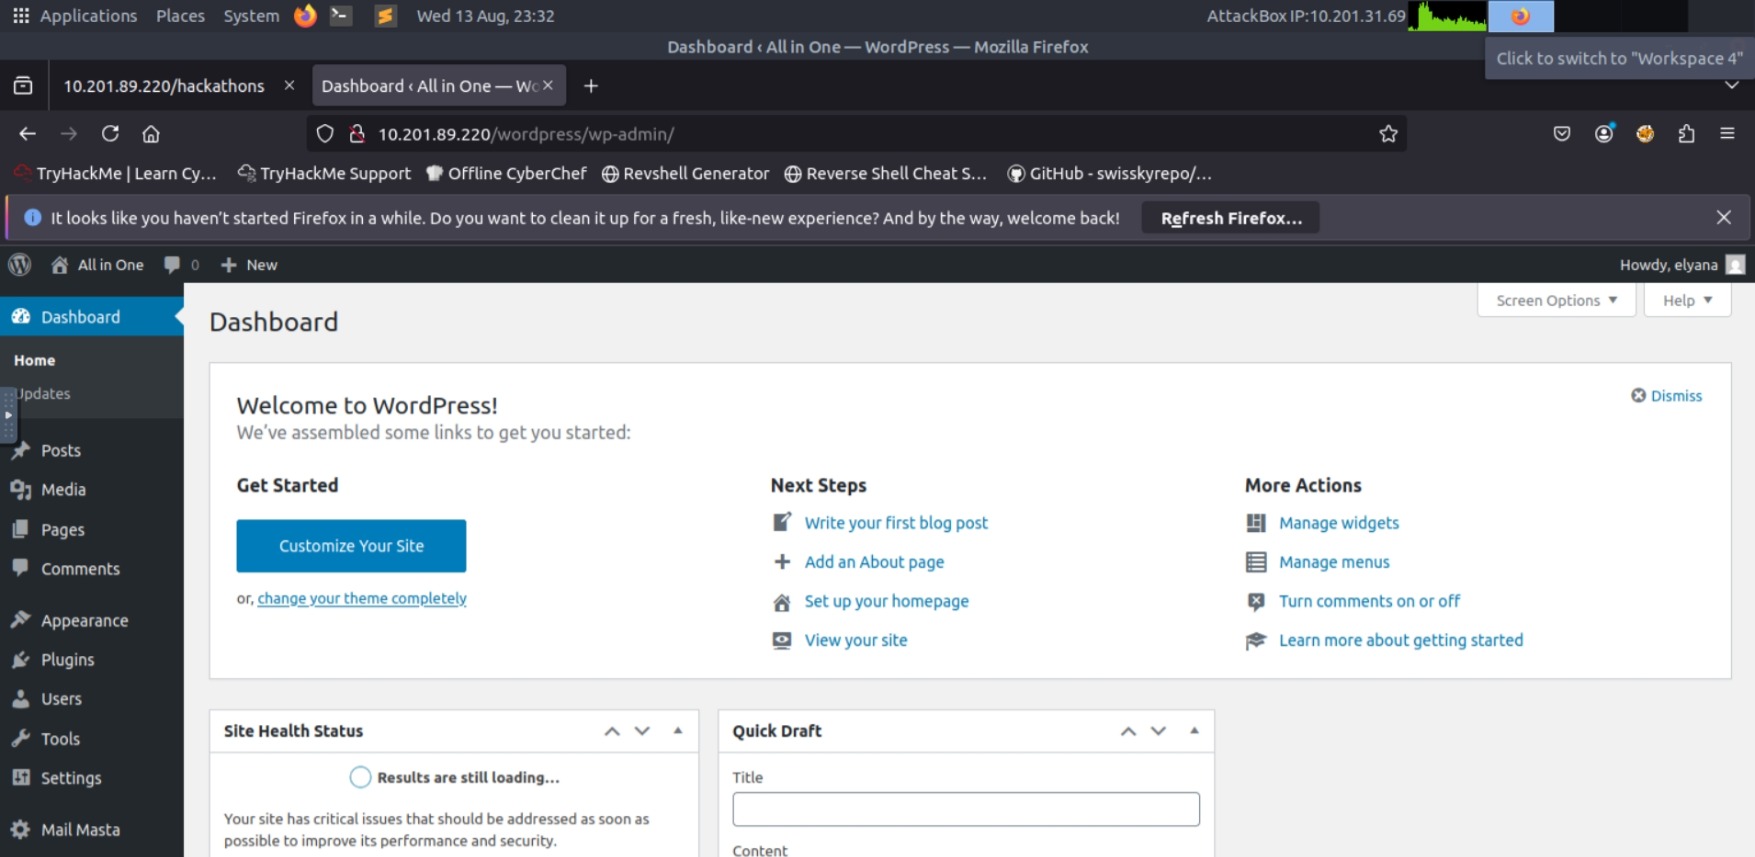 Applications Places System Wed 13 Aug, 23:32 AttackBox IP:10.201.31.69
Dashboard ‹ All in One — WordPress — Mozilla Firefox
Click to switch to "Workspace 4"
10.201.89.220/hackathons × Dashboard ‹ All in One — Wo × +
10.201.89.220/wordpress/wp-admin/
TryHackMe | Learn Cy... TryHackMe Support Offline CyberChef Revshell Generator Reverse Shell Cheat S... GitHub - swisskyrepo/...
It looks like you haven't started Firefox in a while. Do you want to clean it up for a fresh, like-new experience? And by the way, welcome back! Refresh Firefox...
All in One 0 + New Howdy, elyana
Screen Options ▼ Help ▼
Dashboard
Home
Updates
Posts
Media
Pages
Comments
Appearance
Plugins
Users
Tools
Settings
Mail Masta
Dashboard
Welcome to WordPress!
We've assembled some links to get you started:
Dismiss
Get Started
Customize Your Site
or, change your theme completely
Next Steps
Write your first blog post
Add an About page
Set up your homepage
View your site
More Actions
Manage widgets
Manage menus
Turn comments on or off
Learn more about getting started
Site Health Status
Results are still loading...
Your site has critical issues that should be addressed as soon as
possible to improve its performance and security.
Quick Draft
Title
Content